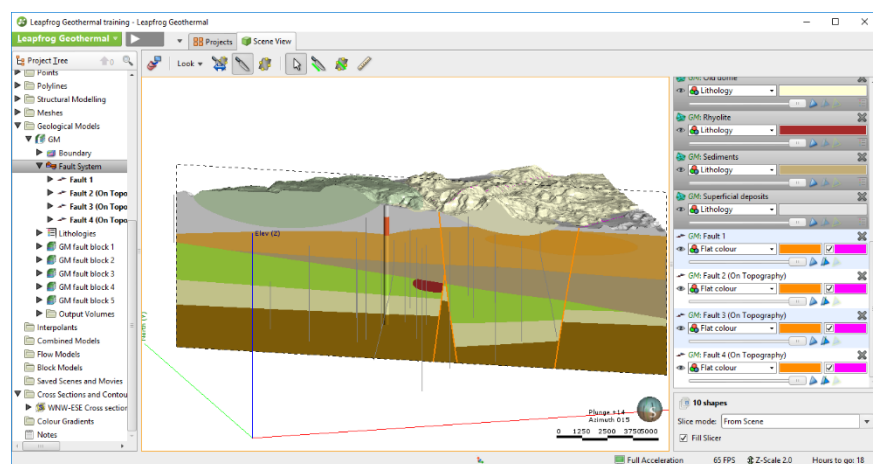 Leapfrog Geothermal training - Leapfrog Geothermal
Leapfrog Geothermal
Projects
Scene View
Project Tree
Look
Points
Polylines
Structural Modelling
Meshes
Geological Models
GM
Boundary
Fault System
Fault 1
Fault 2 (On Topo
Fault 3 (On Topo
Fault 4 (On Topo
Lithologies
GM fault block 1
GM fault block 2
GM fault block 3
GM fault block 4
GM fault block 5
Output Volumes
Interpolants
Combined Models
Flow Models
Block Models
Saved Scenes and Movies
Cross Sections and Contou
WNW-ESE Cross section
Colour Gradients
Notes
Elev (Z)
North (Y)
Plunge +14
Azimuth 015
0 1250 2500 3750 5000
GM: Old dome
Lithology
GM: Rhyolite
Lithology
GM: Sediments
Lithology
GM: Superficial deposits
Lithology
GM: Fault 1
Flat colour
GM: Fault 2 (On Topography)
Flat colour
GM: Fault 3 (On Topography)
Flat colour
GM: Fault 4 (On Topography)
Flat colour
10 shapes
Slice mode: From Scene
Fill Slicer
Full Acceleration
65 FPS
Z-Scale 2.0
Hours to go: 18